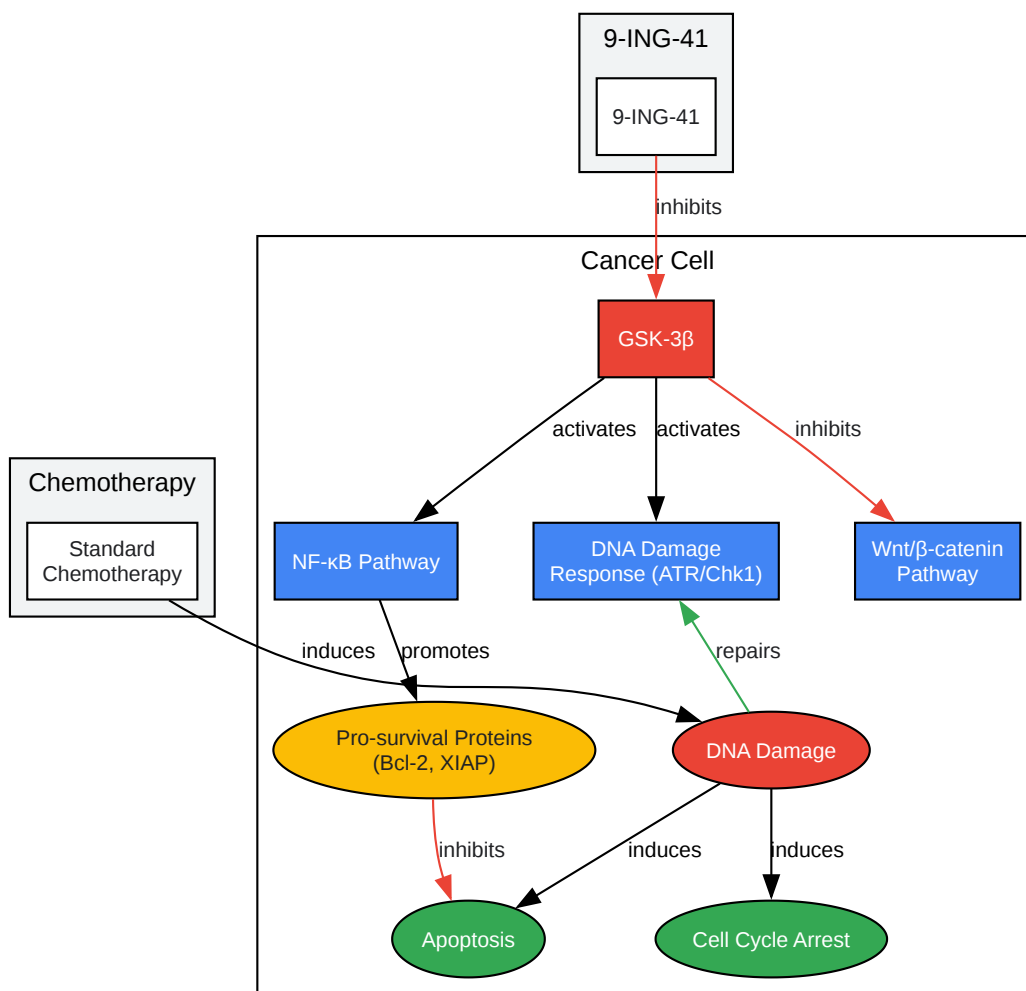 9-ING-41
9-ING-41
inhibits
Cancer Cell
GSK-3β
activates
activates
inhibits
Chemotherapy
Standard
Chemotherapy
NF-κB Pathway
DNA Damage
Response (ATR/Chk1)
Wnt/β-catenin
Pathway
induces
promotes
repairs
Pro-survival Proteins
(Bcl-2, XIAP)
DNA Damage
inhibits
induces
induces
Apoptosis
Cell Cycle Arrest